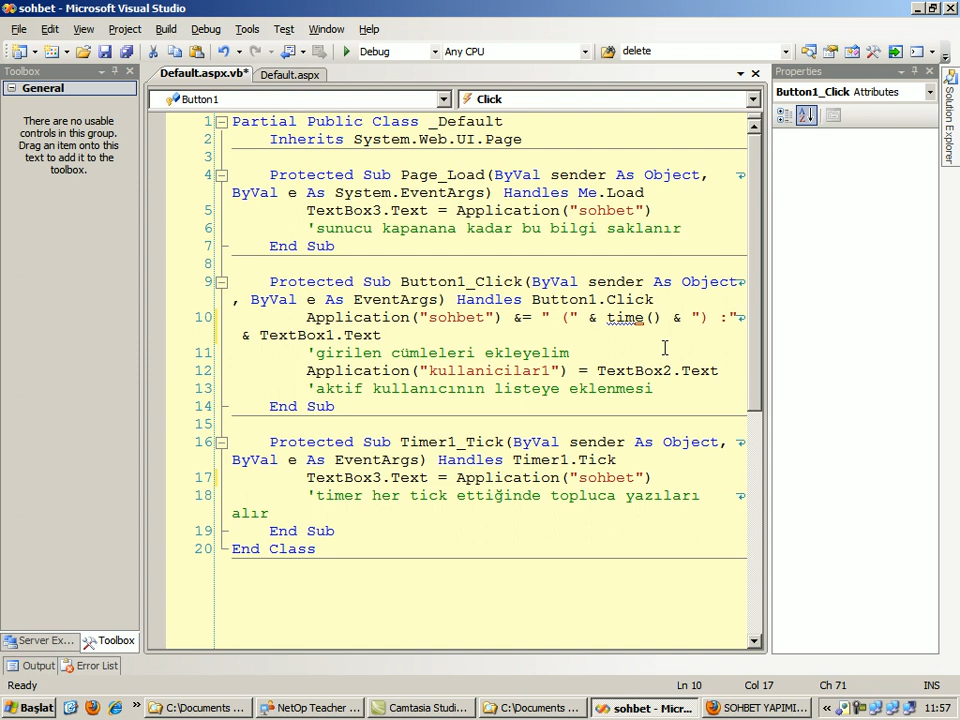 sohbet - Microsoft Visual Studio
File Edit View Project Build Debug Tools Test Window Help
Debug Any CPU delete
Toolbox
General
There are no usable
controls in this group.
Drag an item onto this
text to add it to the
toolbox.
Default.aspx.vb* Default.aspx
Button1 Click
1 Partial Public Class _Default
2 Inherits System.Web.UI.Page
3
4 Protected Sub Page_Load(ByVal sender As Object,
ByVal e As System.EventArgs) Handles Me.Load
5 TextBox3.Text = Application("sohbet")
6 'sunucu kapanana kadar bu bilgi saklanır
7 End Sub
8
9 Protected Sub Button1_Click(ByVal sender As Object
, ByVal e As EventArgs) Handles Button1.Click
10 Application("sohbet") &= " (" & time() & ") :"
& TextBox1.Text
11 'girilen cümleleri ekleyelim
12 Application("kullanicilar1") = TextBox2.Text
13 'aktif kullanıcının listeye eklenmesi
14 End Sub
15
16 Protected Sub Timer1_Tick(ByVal sender As Object,
ByVal e As EventArgs) Handles Timer1.Tick
17 TextBox3.Text = Application("sohbet")
18 'timer her tick ettiğinde topluca yazıları
alır
19 End Sub
20 End Class
Properties
Button1_Click Attributes
Solution Explorer
Server Ex... Toolbox
Output Error List
Ready Ln 10 Col 17 Ch 71 INS
Başlat C:\Documents ... NetOp Teacher ... Camtasia Studi... C:\Documents ... sohbet - Micr... SOHBET YAPIMI... 11:57